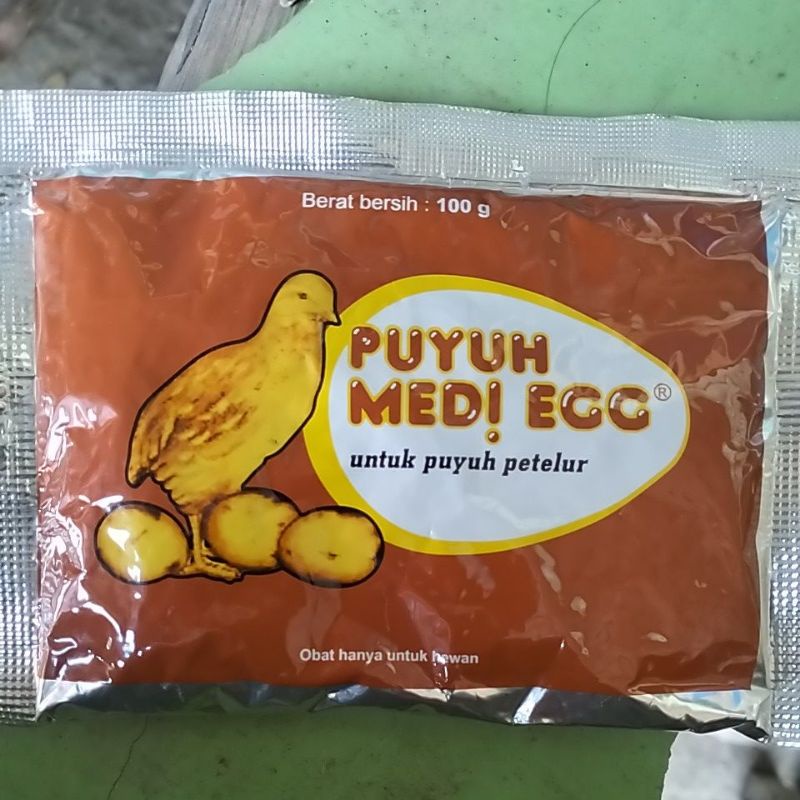 Berat bersih : 100 g
PUYUH
MEDI EGG®
untuk puyuh petelur
Obat hanya untuk hewan